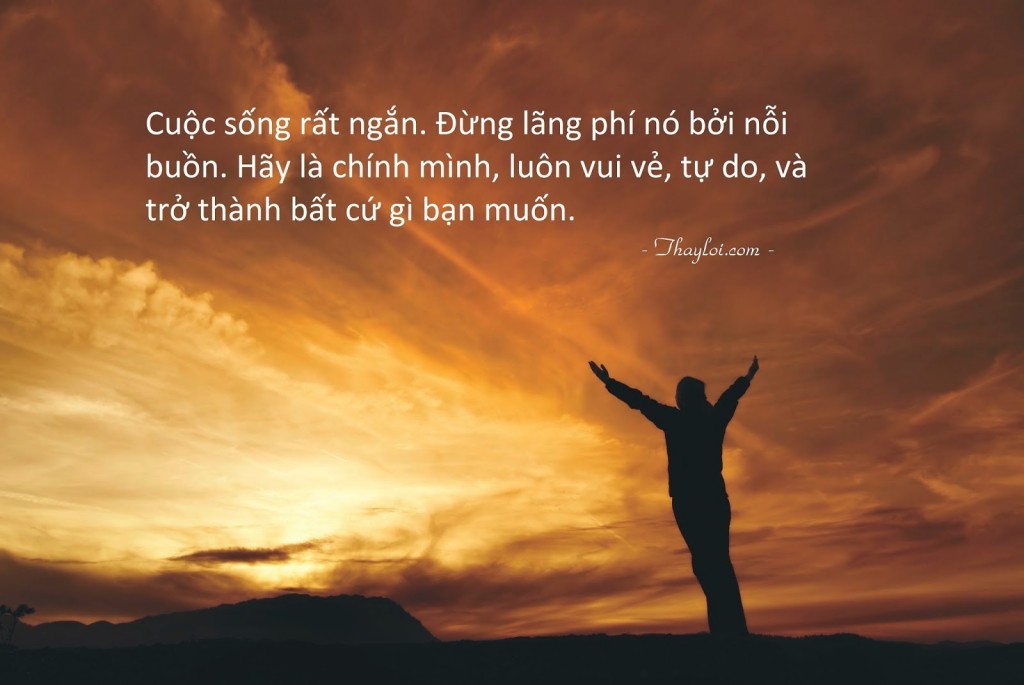 Cuộc sống rất ngắn. Đừng lãng phí nó bởi nỗi
buồn. Hãy là chính mình, luôn vui vẻ, tự do, và
trở thành bất cứ gì bạn muốn.
- Thayloi.com -